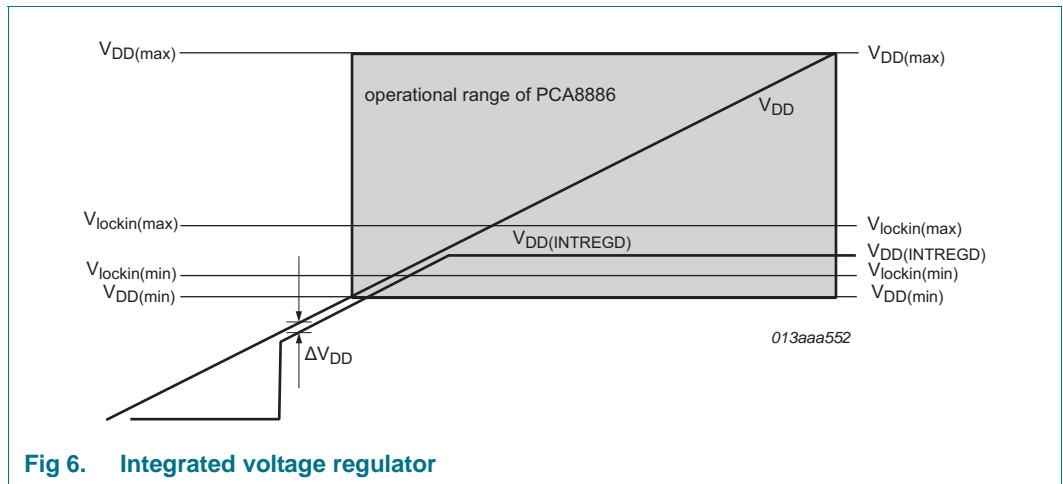 VDD(max)
VDD(max)
operational range of PCA8886
VDD
Vlockin(max)
Vlockin(max)
VDD(INTREGD)
VDD(INTREGD)
Vlockin(min)
Vlockin(min)
VDD(min)
VDD(min)
013aaa552
ΔVDD
Fig 6. Integrated voltage regulator